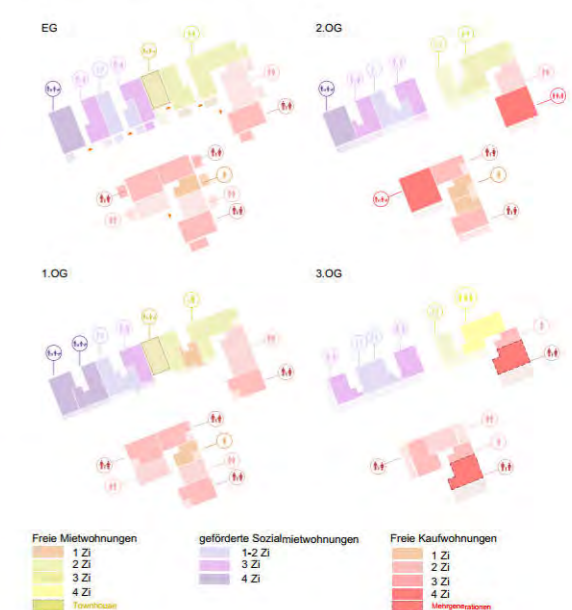 EG
2.OG
1.OG
3.OG
Freie Mietwohnungen
1 Zi
2 Zi
3 Zi
4 Zi
Townhouse
geförderte Sozialmietwohnungen
1-2 Zi
3 Zi
4 Zi
Freie Kaufwohnungen
1 Zi
2 Zi
3 Zi
4 Zi
Mehrgenerationen